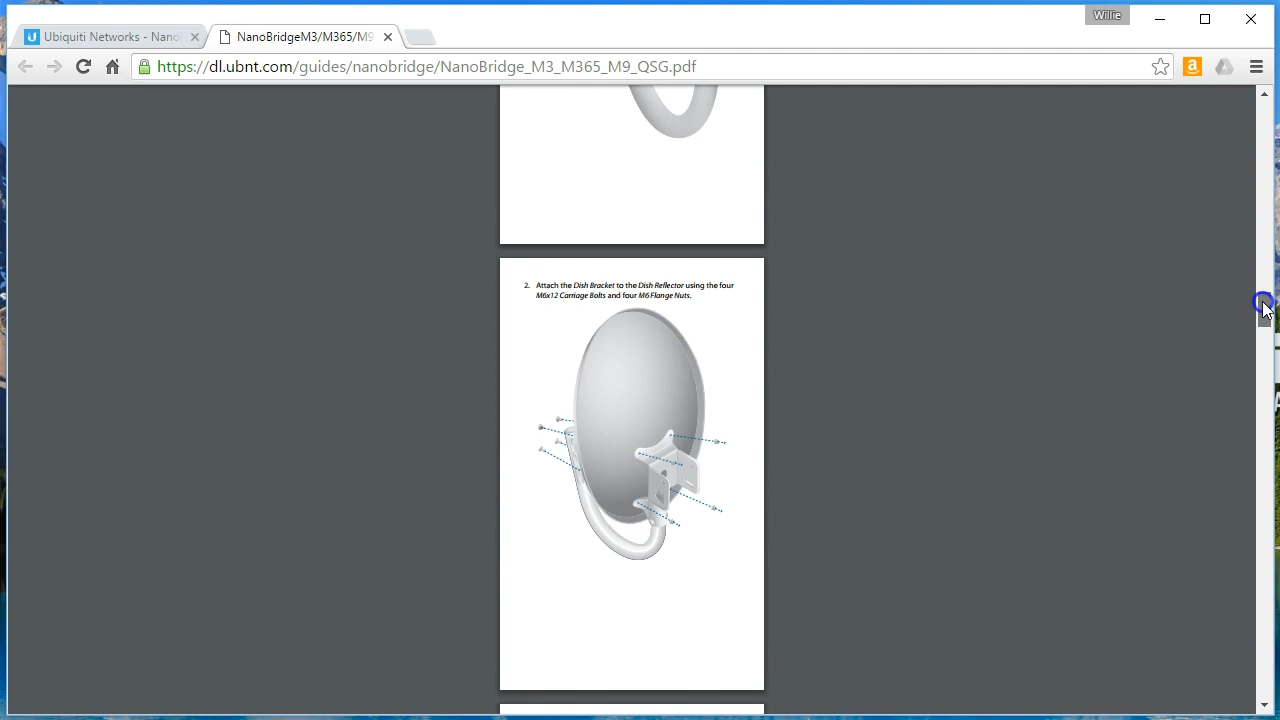 Willie
Ubiquiti Networks - Nano
NanoBridgeM3/M365/M9
https://dl.ubnt.com/guides/nanobridge/NanoBridge_M3_M365_M9_QSG.pdf
2. Attach the Dish Bracket to the Dish Reflector using the four
M6x12 Carriage Bolts and four M6 Flange Nuts.